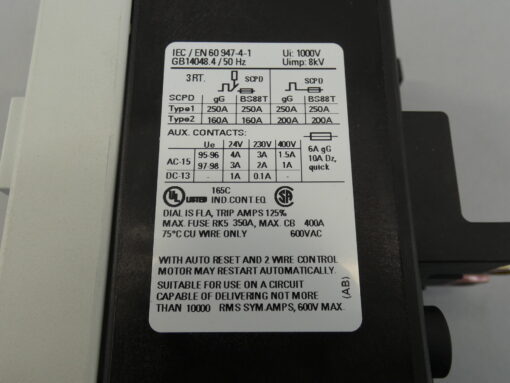 IEC / EN 60 947-4-1 Ui: 1000V
GB14048.4 / 50 Hz Uimp: 8kV
3RT. SCPD SCPD
SCPD gG BS88T gG BS88T
Type1 250A 250A 250A 250A
Type2 160A 160A 200A 200A
AUX. CONTACTS:
Ue 24V 230V 400V 6A gG
AC-15 95-96 4A 3A 1.5A 10A Dz,
97-98 3A 2A 1A quick
DC-13 - 1A 0.1A -
UL LISTED 165C IND.CONT.EQ. SA
DIAL IS FLA, TRIP AMPS 125%
MAX. FUSE RK5 350A, MAX. CB 400A
75°C CU WIRE ONLY 600VAC
WITH AUTO RESET AND 2 WIRE CONTROL
MOTOR MAY RESTART AUTOMATICALLY.
SUITABLE FOR USE ON A CIRCUIT
CAPABLE OF DELIVERING NOT MORE
THAN 10000 RMS SYM.AMPS, 600V MAX.
(AB)